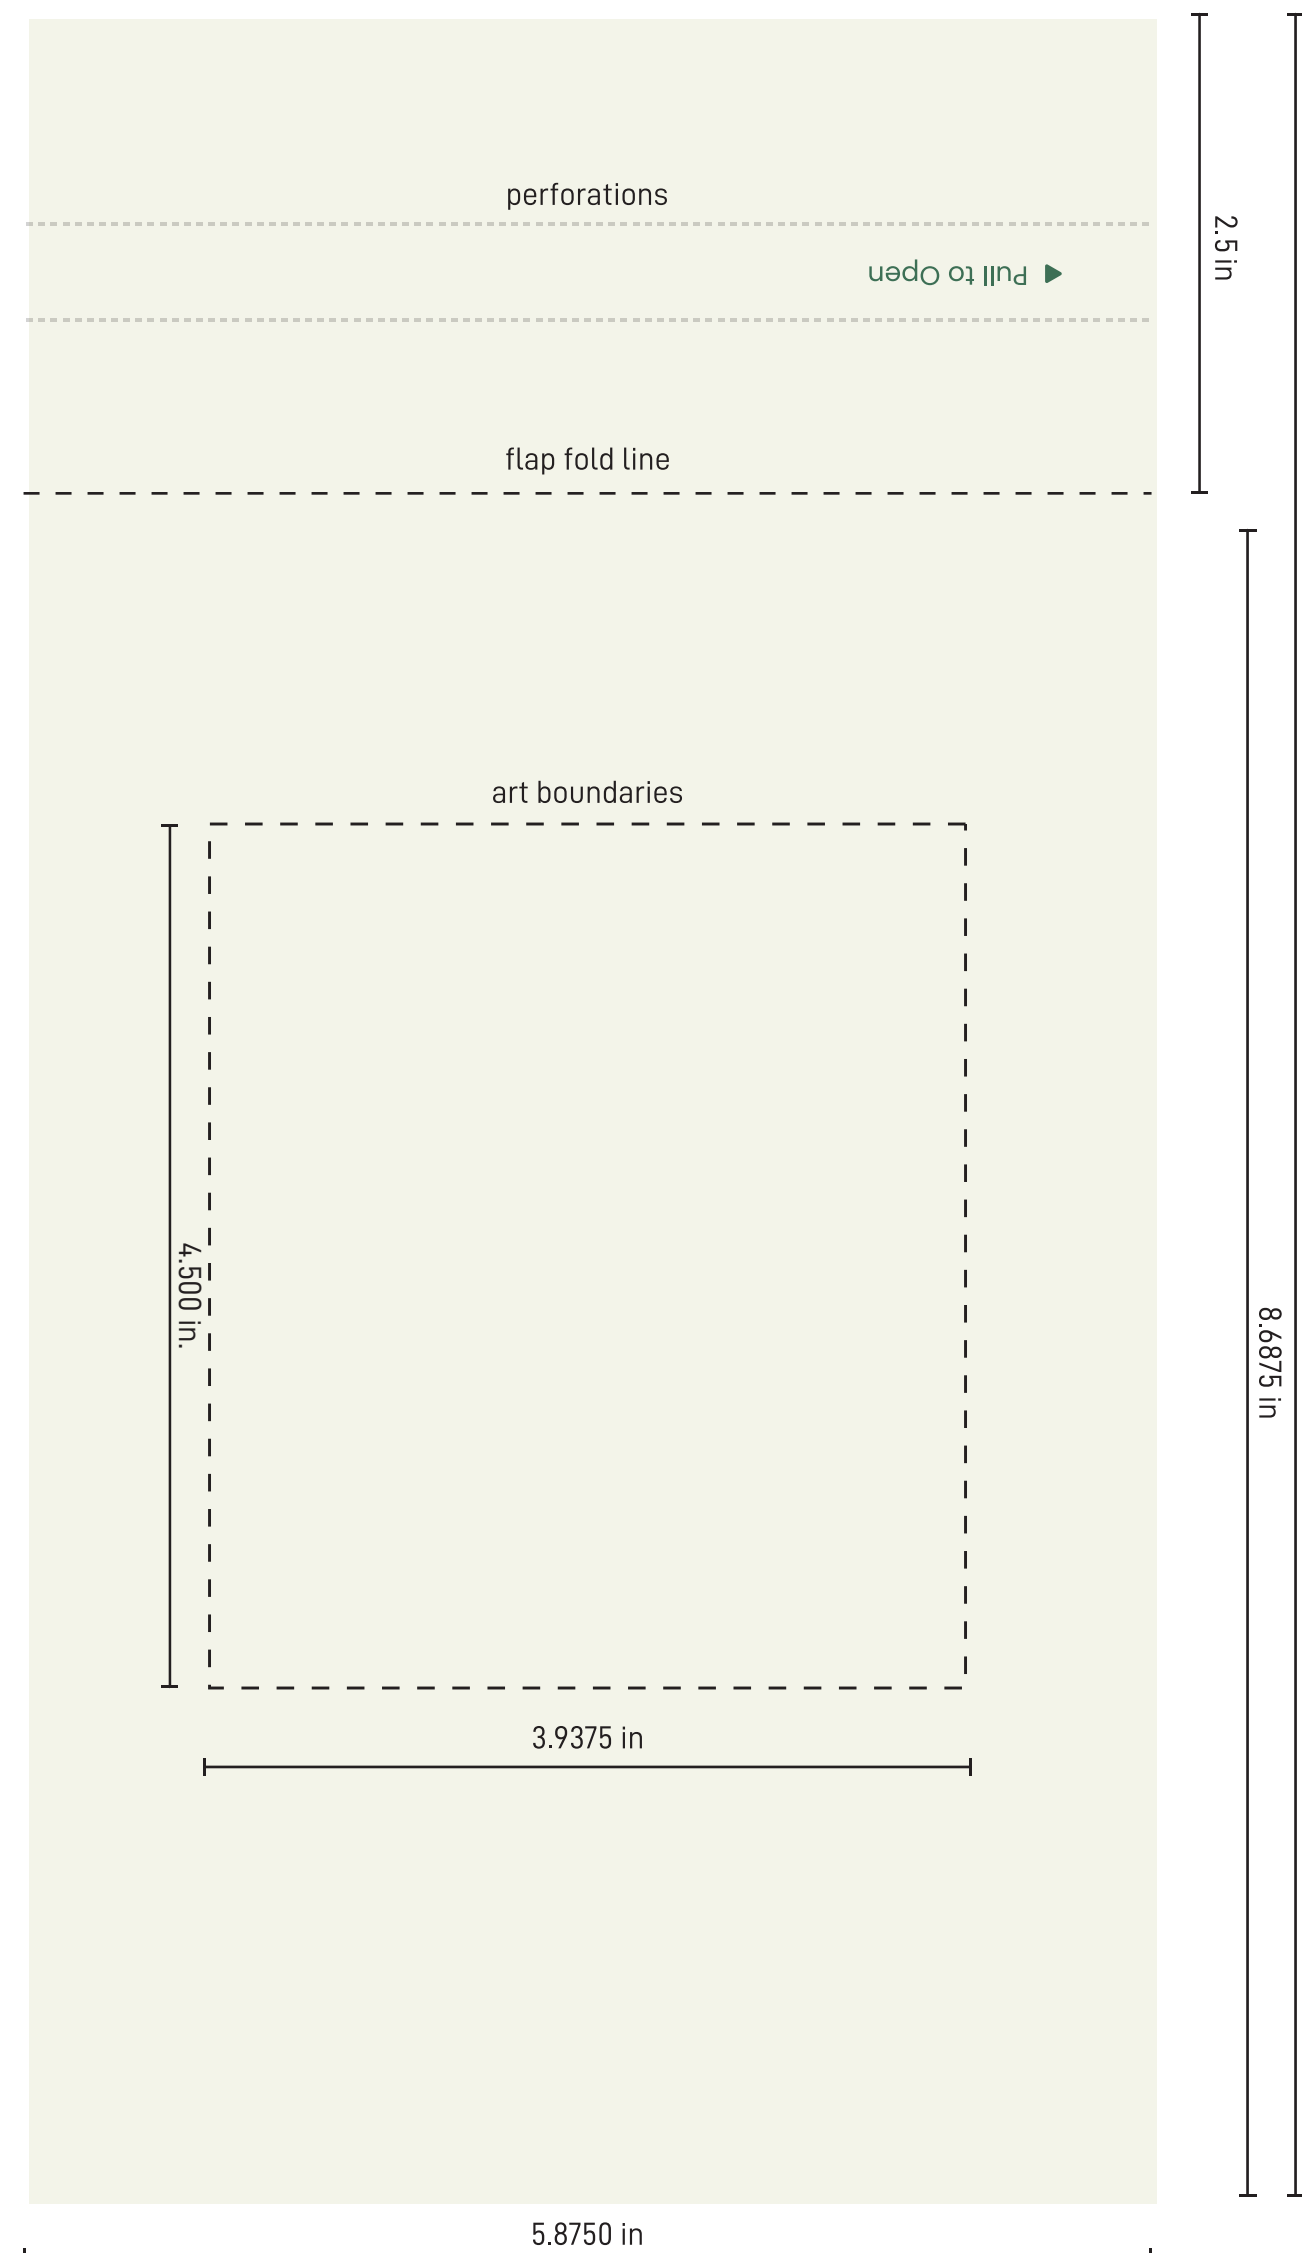 perforations
Pull to Open
2.5 in
flap fold line
art boundaries
4.500 in.
8.6875 in
3.9375 in
5.8750 in